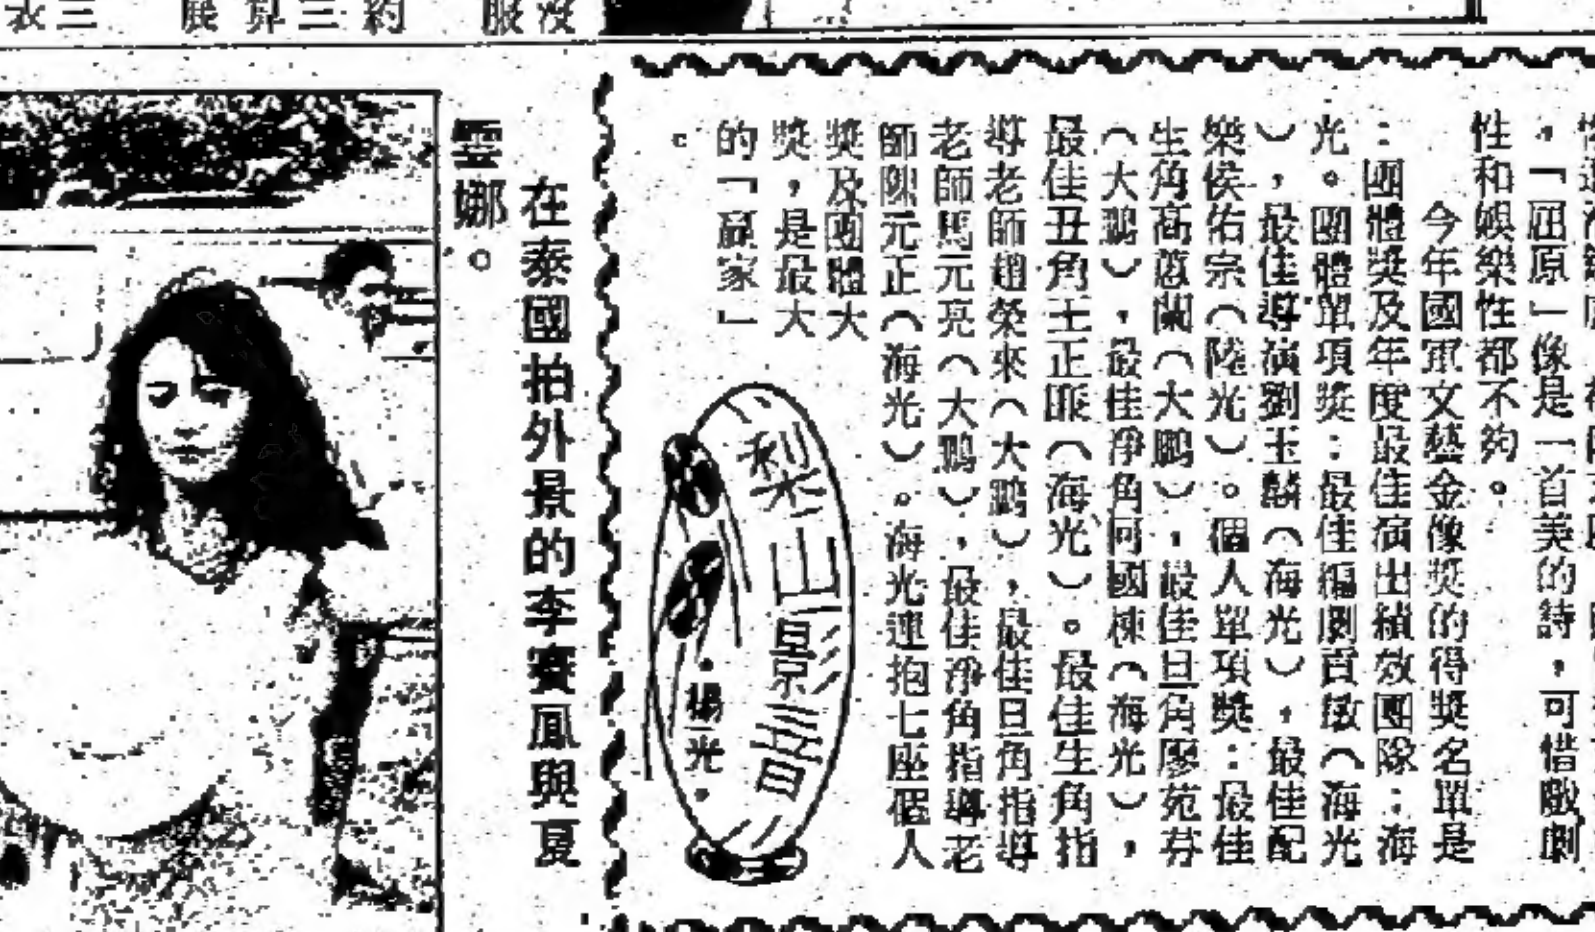 ，「屈原」像是一首美的詩，可惜戲劇
性和娛樂性都不夠。
今年國軍文藝金像獎的得獎名單是
：團體獎及年度最佳演出績效團隊：海
光。團體單項獎：最佳編劇貢敏（海光
），最佳導演劉玉麟（海光），最佳配
樂侯佑宗（陸光）。個人單項獎：最佳
生角高蕙蘭（大鵬），最佳旦角廖苑芬
（大鵬），最佳淨角何國棟（海光），
最佳丑角王正（海光）。最佳生角指
導老師趙榮來（大鵬），最佳旦角指導
老師馬元亮（大鵬），最佳淨角指導老
師陳元正（海光）。海光連抱七座個人
獎及團體大
獎，是最大
的「贏家」
。
梨山影音
·楊光·
在泰國拍外景的李賽鳳與夏
雲娜。